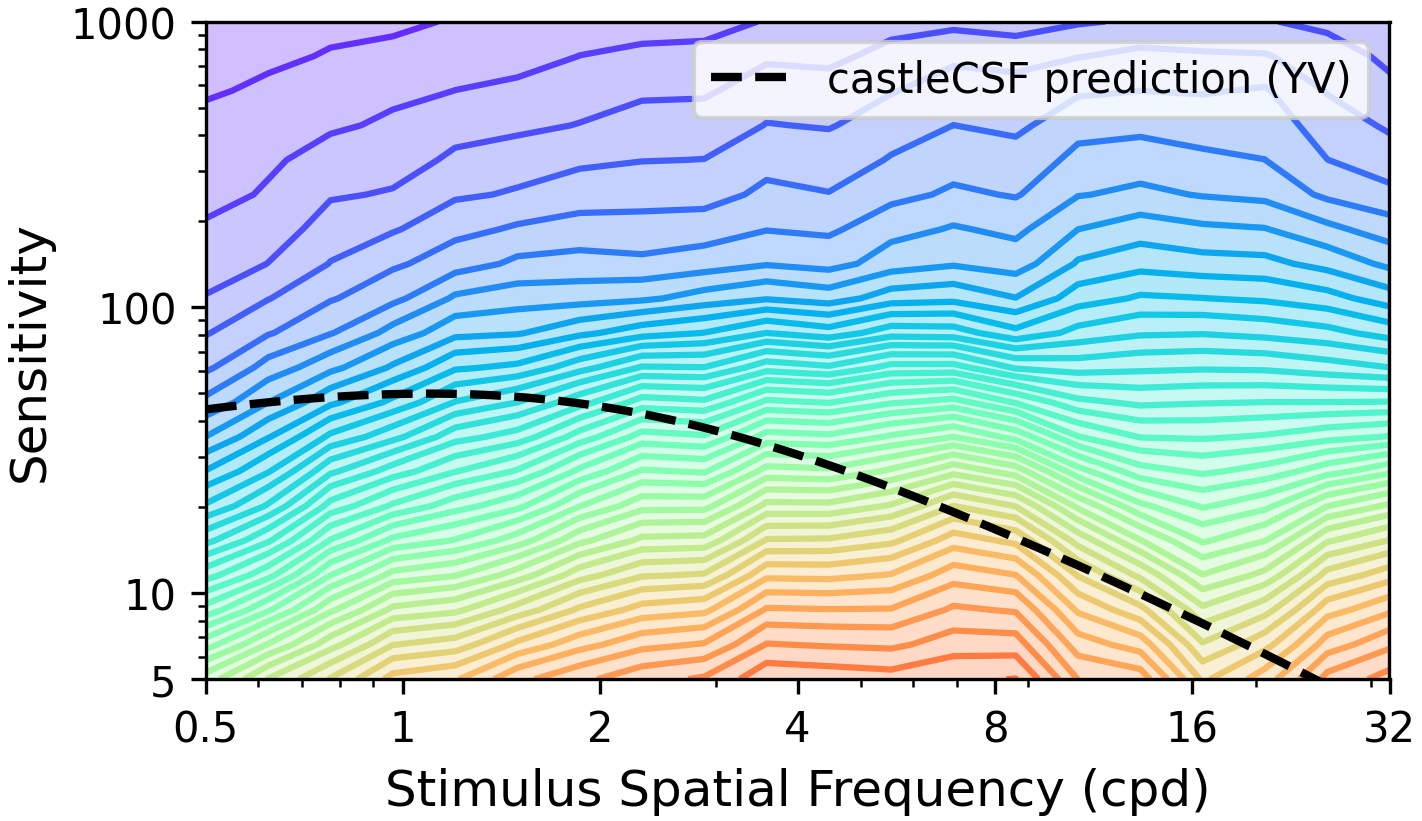 1000
castleCSF prediction (YV)
100
Sensitivity
10
5
0.5 1 2 4 8 16 32
Stimulus Spatial Frequency (cpd)